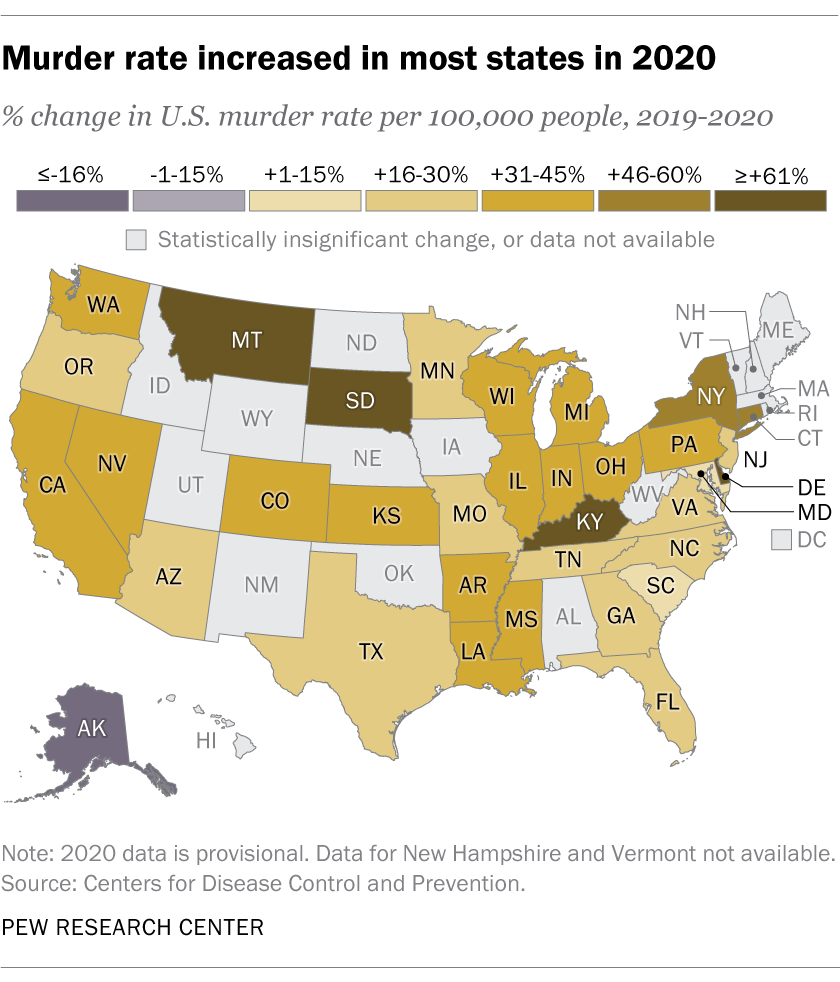 Murder rate increased in most states in 2020
% change in U.S. murder rate per 100,000 people, 2019-2020
≤-16% -1-15% +1-15% +16-30% +31-45% +46-60% ≥+61%
Statistically insignificant change, or data not available
WA
MT
ND
MN
OR
ID
SD
WY
WI
MI
NH
VT
ME
NY
MA
RI
CT
NV
UT
NE
IA
PA
NJ
CA
CO
KS
MO
IL
IN
OH
WV
VA
DE
MD
DC
KY
AZ
NM
OK
AR
TN
NC
SC
TX
LA
MS
AL
GA
FL
AK
HI
Note: 2020 data is provisional. Data for New Hampshire and Vermont not available.
Source: Centers for Disease Control and Prevention.
PEW RESEARCH CENTER